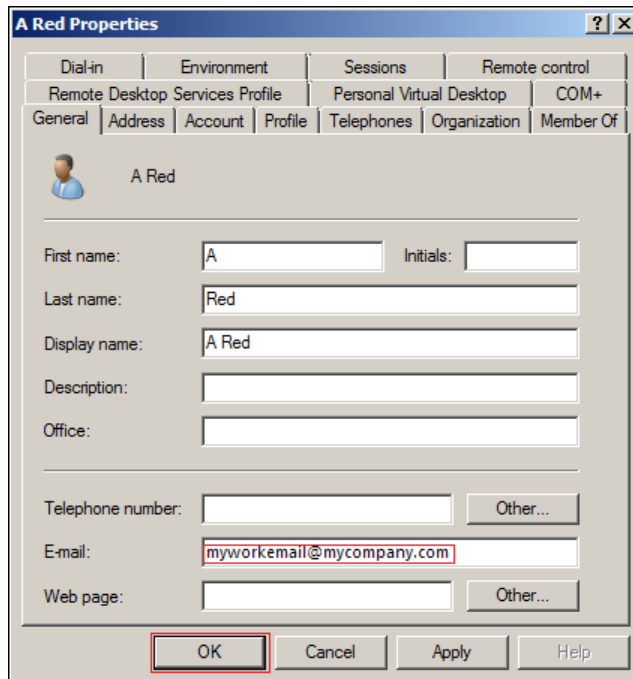 A Red Properties
Dial-in Environment Sessions Remote control
Remote Desktop Services Profile Personal Virtual Desktop COM+
General Address Account Profile Telephones Organization Member Of
A Red
First name: A Initials:
Last name: Red
Display name: A Red
Description:
Office:
Telephone number: Other...
E-mail: myworkemail@mycompany.com
Web page: Other...
OK Cancel Apply Help